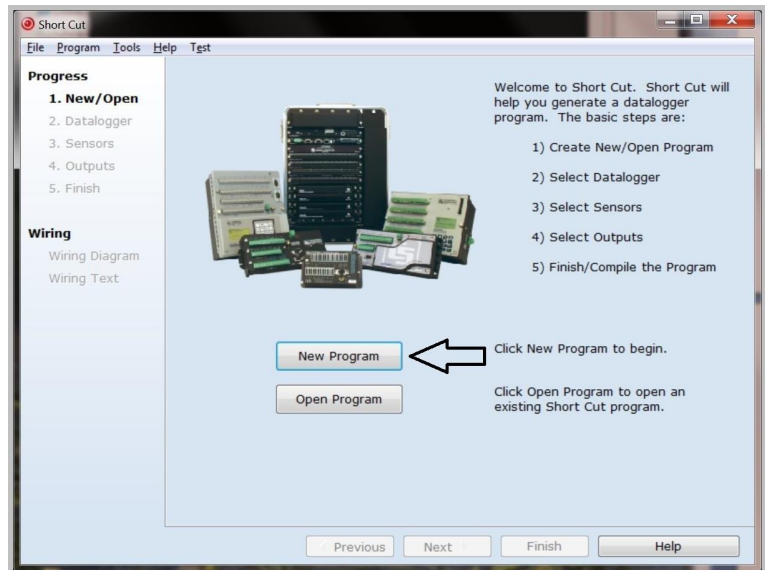 Short Cut
File Program Tools Help Test
Progress
1. New/Open
2. Datalogger
3. Sensors
4. Outputs
5. Finish
Wiring
Wiring Diagram
Wiring Text
Welcome to Short Cut. Short Cut will
help you generate a datalogger
program. The basic steps are:
1) Create New/Open Program
2) Select Datalogger
3) Select Sensors
4) Select Outputs
5) Finish/Compile the Program
New Program
Click New Program to begin.
Open Program
Click Open Program to open an
existing Short Cut program.
Previous Next Finish Help